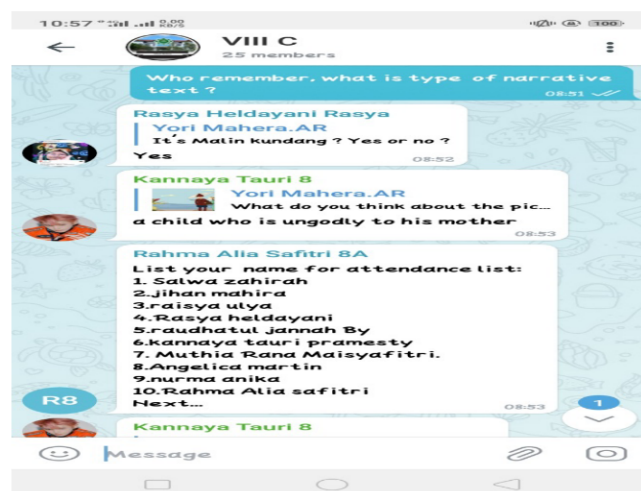 10:57
0,00
KB/S
100
VIII C
25 members
Who remember, what is type of narrative
text ?
08:51
Rasya Heldayani Rasya
Yori Mahera.AR
It's Malin kundang ? Yes or no ?
Yes
08:52
Kannaya Tauri 8
Yori Mahera.AR
What do you think about the pic...
a child who is ungodly to his mother
08:53
Rahma Alia Safitri 8A
List your name for attendance list:
1. Salwa zahirah
2.jihan mahira
3.raisya ulya
4.Rasya heldayani
5.raudhatul jannah By
6.kannaya tauri pramesty
7. Muthia Rana Maisyafitri.
8.Angelica martin
9.nurma anika
10.Rahma Alia safitri
Next...
08:53
R8
1
Kannaya Tauri 8
Message